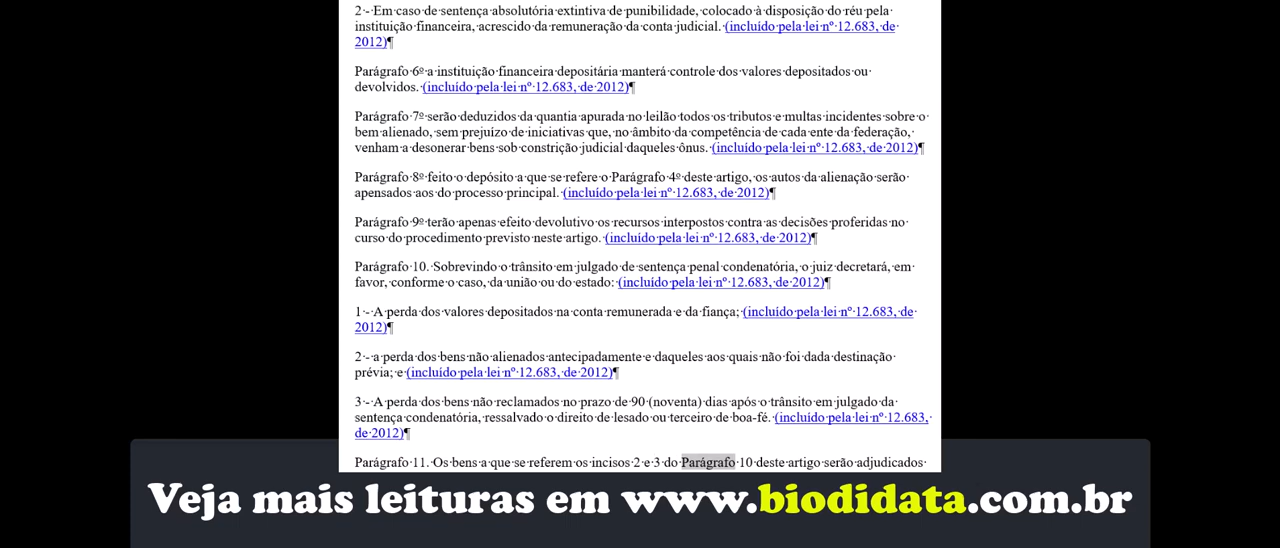 2 - Em caso de sentença absolutória extintiva de punibilidade, colocado à disposição do réu pela
instituição financeira, acrescido da remuneração da conta judicial. (incluído pela lei nº 12.683, de
2012)¶
Parágrafo 6º a instituição financeira depositária manterá controle dos valores depositados ou
devolvidos. (incluído pela lei nº 12.683, de 2012)¶
Parágrafo 7º serão deduzidos da quantia apurada no leilão todos os tributos e multas incidentes sobre o
bem alienado, sem prejuízo de iniciativas que, no âmbito da competência de cada ente da federação,
venham a desonerar bens sob constrição judicial daqueles ônus. (incluído pela lei nº 12.683, de 2012)¶
Parágrafo 8º feito o depósito a que se refere o Parágrafo 4º deste artigo, os autos da alienação serão
apensados aos do processo principal. (incluído pela lei nº 12.683, de 2012)¶
Parágrafo 9º terão apenas efeito devolutivo os recursos interpostos contra as decisões proferidas no
curso do procedimento previsto neste artigo. (incluído pela lei nº 12.683, de 2012)¶
Parágrafo 10. Sobrevindo o trânsito em julgado de sentença penal condenatória, o juiz decretará, em
favor, conforme o caso, da união ou do estado: (incluído pela lei nº 12.683, de 2012)¶
1 - A perda dos valores depositados na conta remunerada e da fiança; (incluído pela lei nº 12.683, de
2012)¶
2 - a perda dos bens não alienados antecipadamente e daqueles aos quais não foi dada destinação
prévia; e (incluído pela lei nº 12.683, de 2012)¶
3 - A perda dos bens não reclamados no prazo de 90 (noventa) dias após o trânsito em julgado da
sentença condenatória, ressalvado o direito de lesado ou terceiro de boa-fé. (incluído pela lei nº 12.683,
de 2012)¶
Parágrafo 11. Os bens a que se referem os incisos 2 e 3 do Parágrafo 10 deste artigo serão adjudicados
Veja mais leituras em www.biodidata.com.br